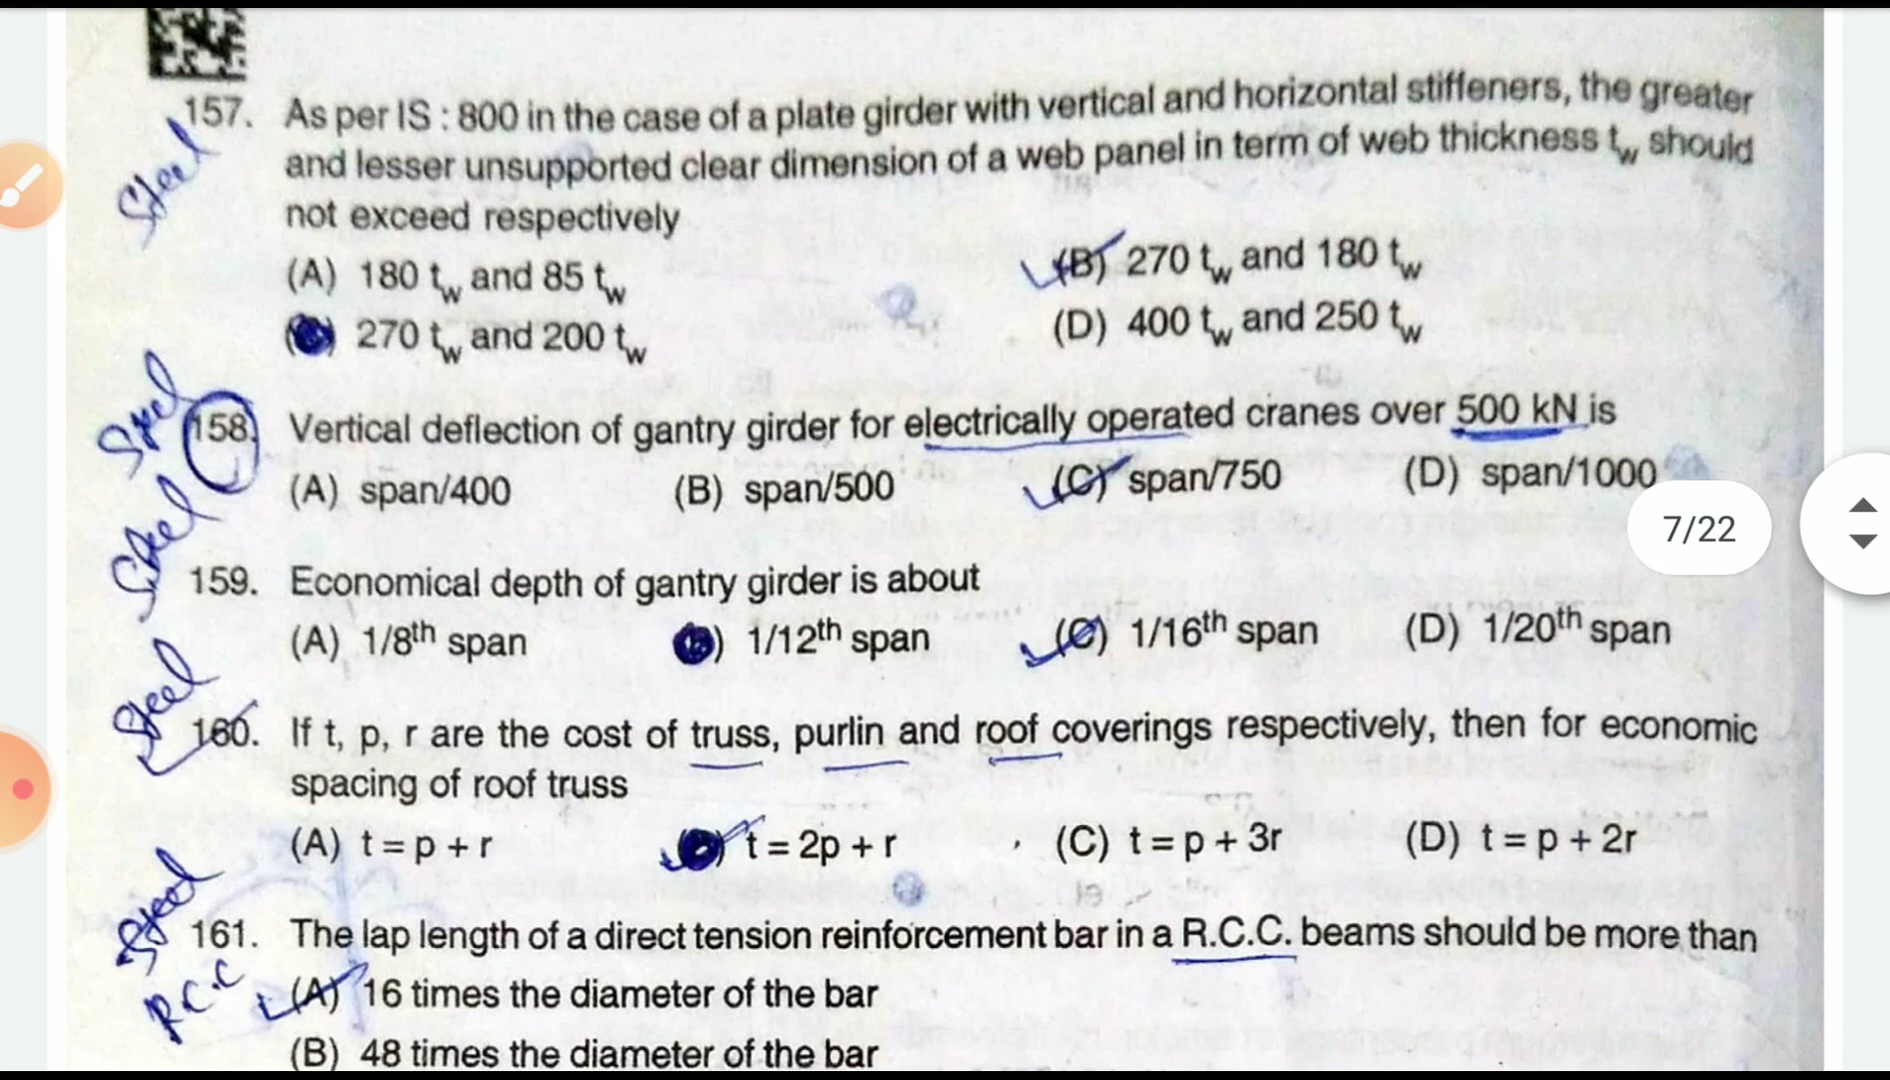 157. As per IS : 800 in the case of a plate girder with vertical and horizontal stiffeners, the greater
and lesser unsupported clear dimension of a web panel in term of web thickness tw should
not exceed respectively
(A) 180 tw and 85 tw
(B) 270 tw and 180 tw
270 tw and 200 tw
(D) 400 tw and 250 tw
Steel
158. Vertical deflection of gantry girder for electrically operated cranes over 500 kN is
(A) span/400 (B) span/500 (C) span/750 (D) span/1000
Steel
7/22
159. Economical depth of gantry girder is about
(A) 1/8th span 1/12th span (C) 1/16th span (D) 1/20th span
Steel
160. If t, p, r are the cost of truss, purlin and roof coverings respectively, then for economic
spacing of roof truss
(A) t = p + r t = 2p + r (C) t = p + 3r (D) t = p + 2r
Steel
161. The lap length of a direct tension reinforcement bar in a R.C.C. beams should be more than
Steel
R.C.C
(A) 16 times the diameter of the bar
(B) 48 times the diameter of the bar